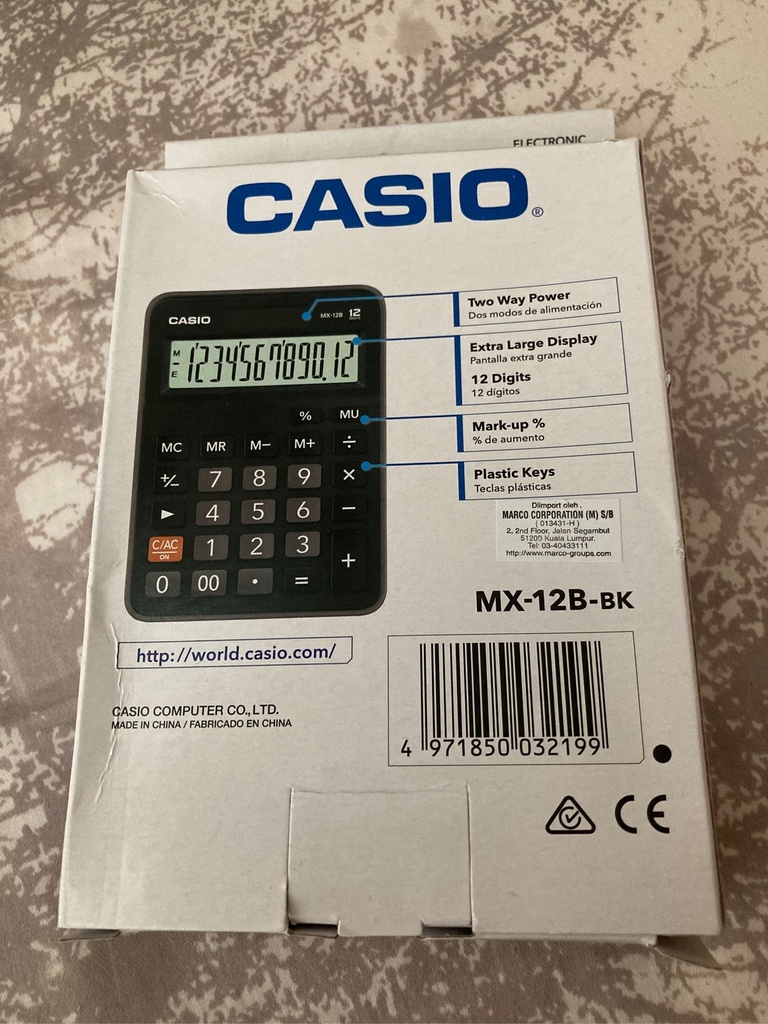 ELECTRONIC
CASIO®
CASIO
MX-12B 12
DIGITS
M
–
E
1234567890.12
% MU
MC MR M– M+ ÷
+/– 7 8 9 ×
► 4 5 6 –
C/AC
ON
1 2 3
+
0 00 • =
Two Way Power
Dos modos de alimentación
Extra Large Display
Pantalla extra grande
12 Digits
12 dígitos
Mark-up %
% de aumento
Plastic Keys
Teclas plásticas
Diimport oleh .
MARCO CORPORATION (M) S/B
( 013431-H )
2, 2nd Floor, Jalan Segambut
51200 Kuala Lumpur.
Tel: 03-40433111
http://www.marco-groups.com
MX-12B-BK
http://world.casio.com/
CASIO COMPUTER CO.,LTD.
MADE IN CHINA / FABRICADO EN CHINA
4 971850 032199
CE